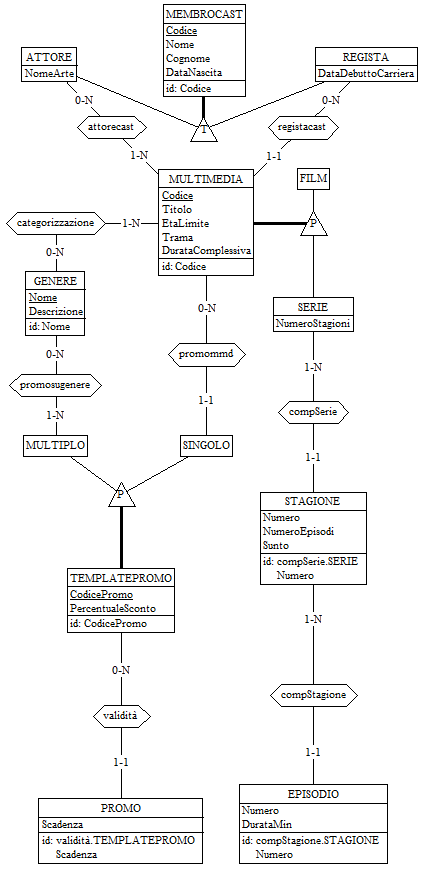 MEMBROCAST
Codice
Nome
Cognome
DataNascita
id: Codice
ATTORE
NomeArte
REGISTA
DataDebuttoCarriera
0-N
0-N
attorecast
T
registacast
1-N
1-1
MULTIMEDIA
Codice
Titolo
EtaLimite
Trama
DurataComplessiva
id: Codice
FILM
P
categorizzazione
1-N
0-N
GENERE
Nome
Descrizione
id: Nome
0-N
SERIE
NumeroStagioni
0-N
promommd
1-N
promosugenere
1-N
1-1
compSerie
MULTIPLO
SINGOLO
1-1
P
STAGIONE
Numero
NumeroEpisodi
Sunto
id: compSerie.SERIE
Numero
TEMPLATEPROMO
CodicePromo
PercentualeSconto
id: CodicePromo
1-N
0-N
compStagione
validità
1-1
1-1
EPISODIO
Numero
DurataMin
id: compStagione.STAGIONE
Numero
PROMO
Scadenza
id: validità.TEMPLATEPROMO
Scadenza